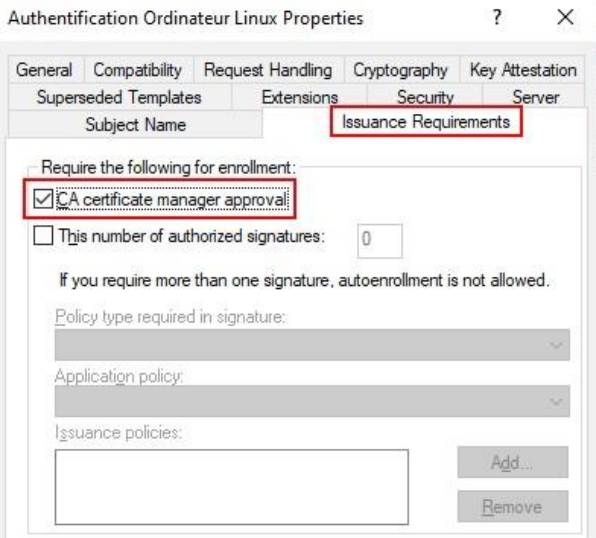 Authentification Ordinateur Linux Properties ? ×
General Compatibility Request Handling Cryptography Key Attestation
Superseded Templates Extensions Security Server
Subject Name Issuance Requirements
Require the following for enrollment:
CA certificate manager approval
This number of authorized signatures: 0
If you require more than one signature, autoenrollment is not allowed.
Policy type required in signature:
Application policy:
Issuance policies:
Add...
Remove